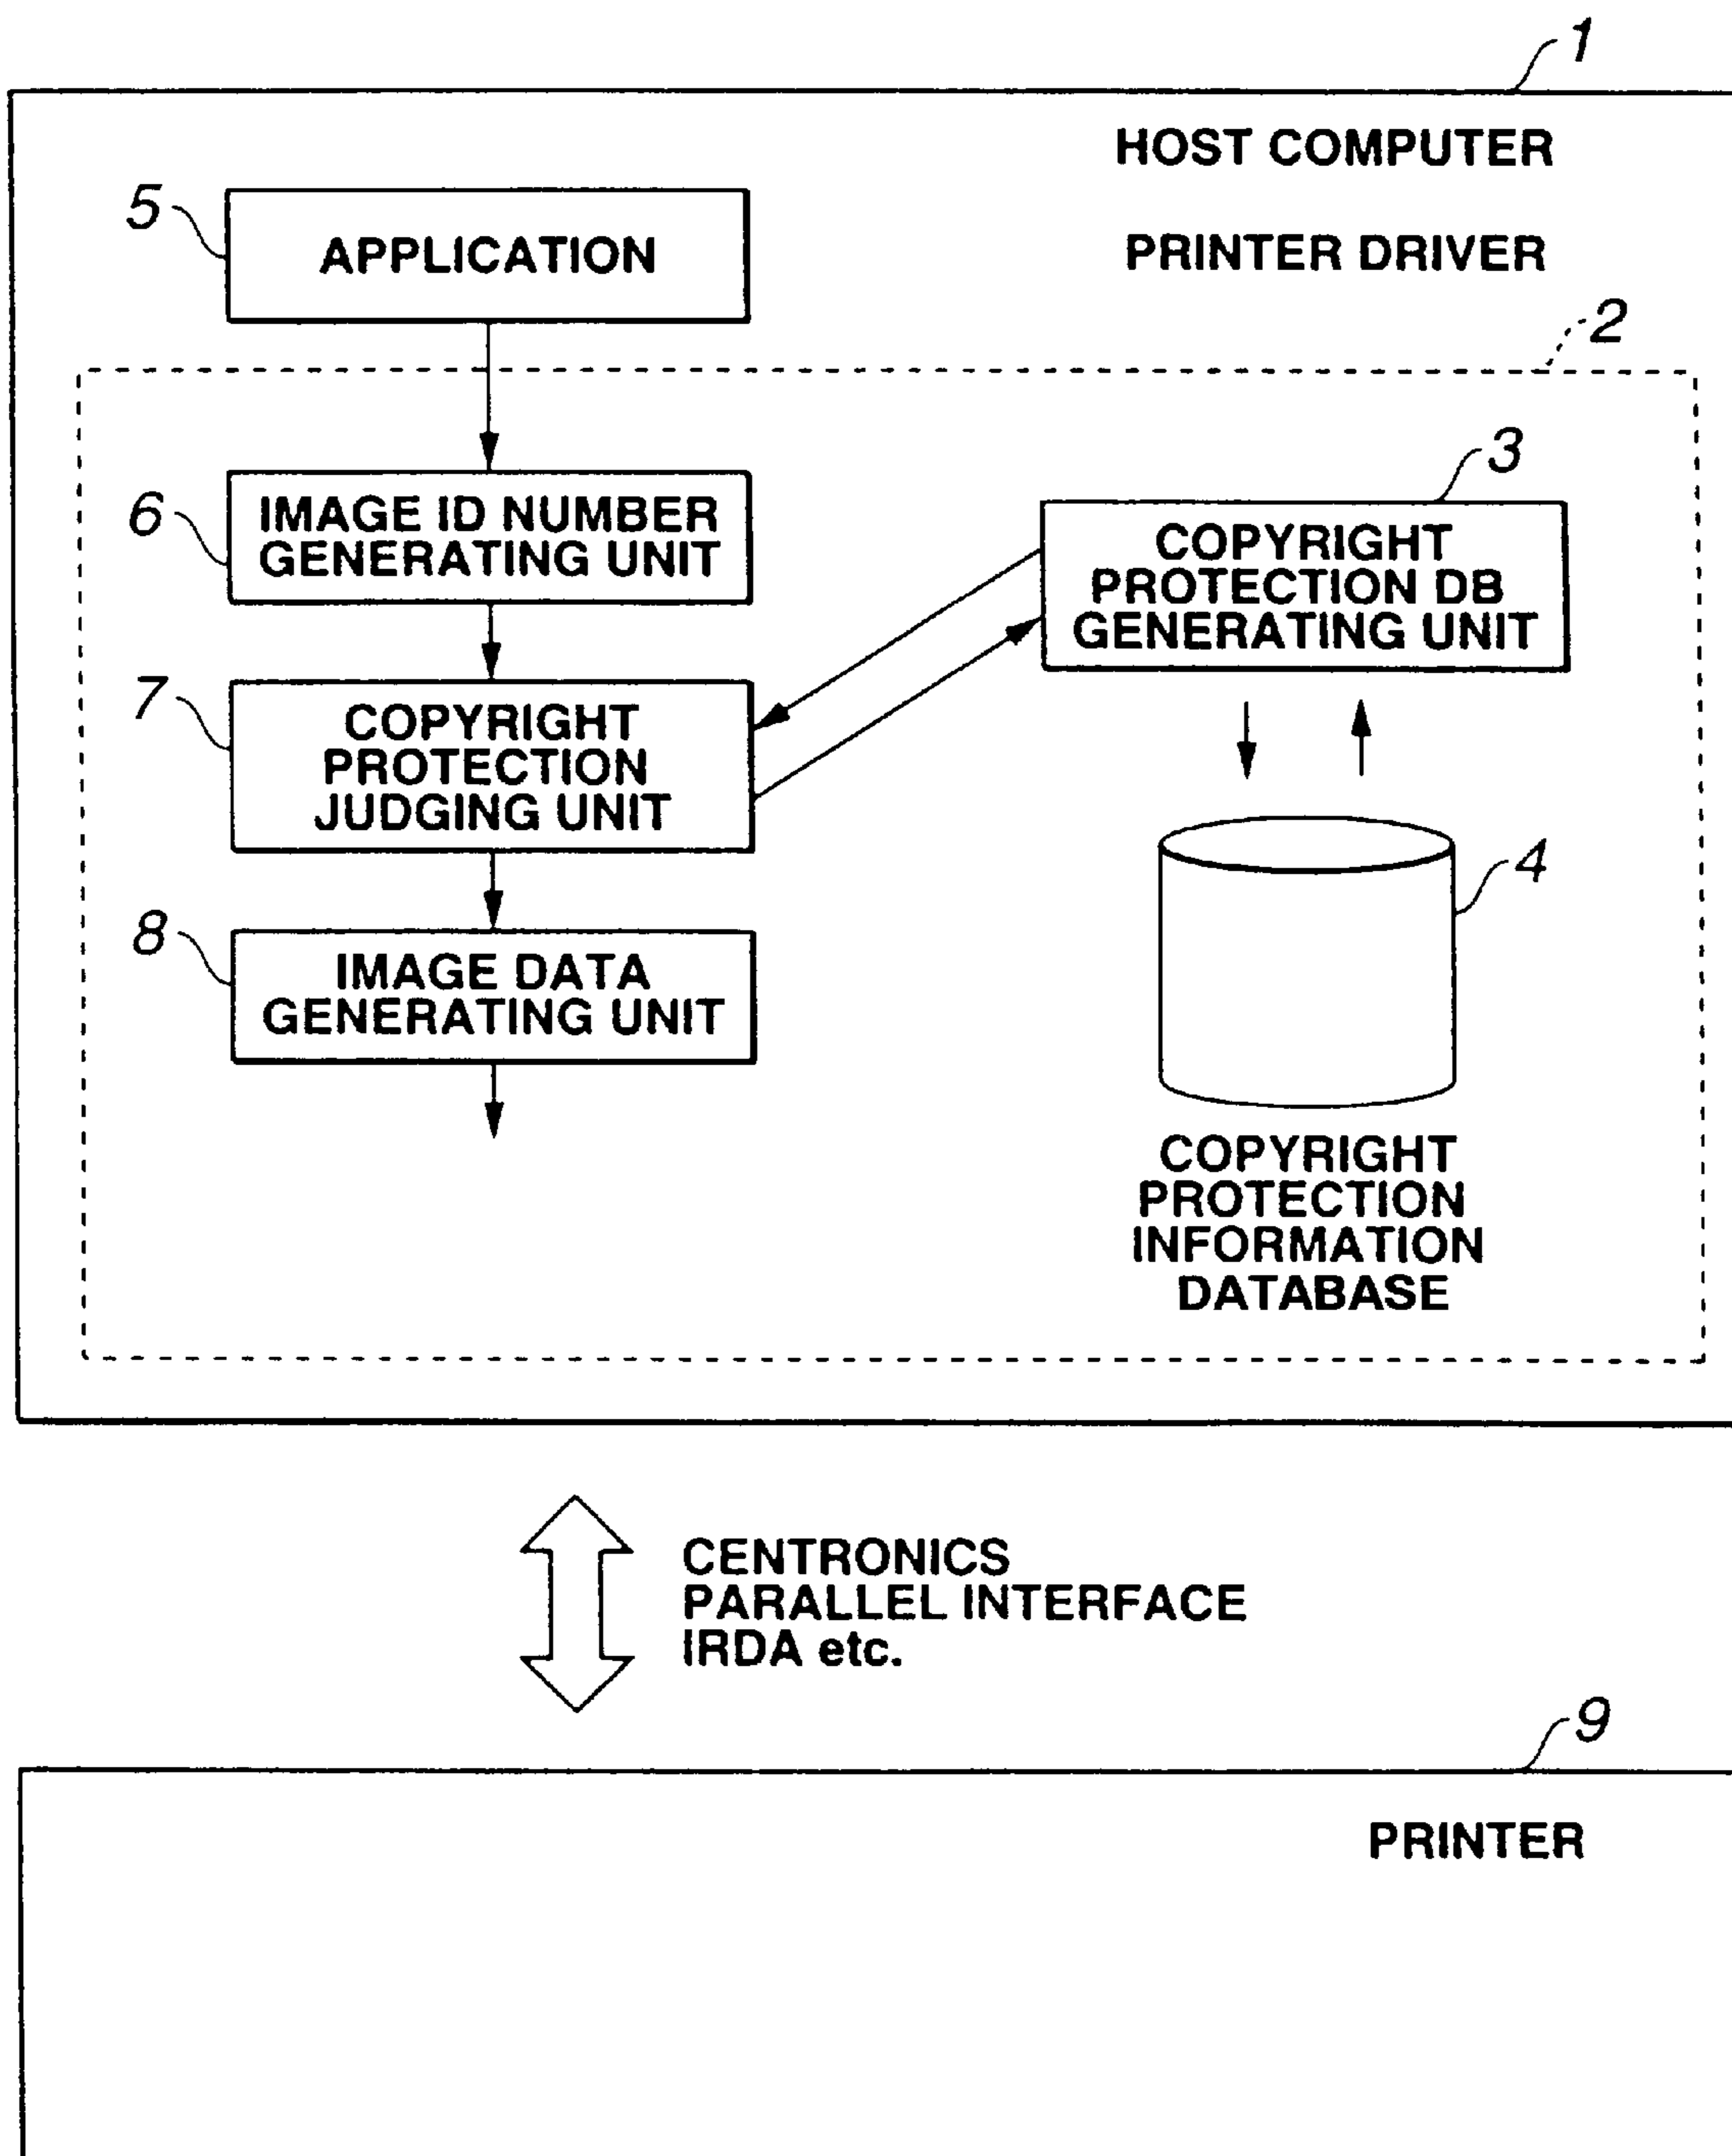 1
HOST COMPUTER
5
APPLICATION
PRINTER DRIVER
2
3
6
IMAGE ID NUMBER
GENERATING UNIT
COPYRIGHT
PROTECTION DB
GENERATING UNIT
7
COPYRIGHT
PROTECTION
JUDGING UNIT
4
8
IMAGE DATA
GENERATING UNIT
COPYRIGHT
PROTECTION
INFORMATION
DATABASE
CENTRONICS
PARALLEL INTERFACE
IRDA etc.
9
PRINTER